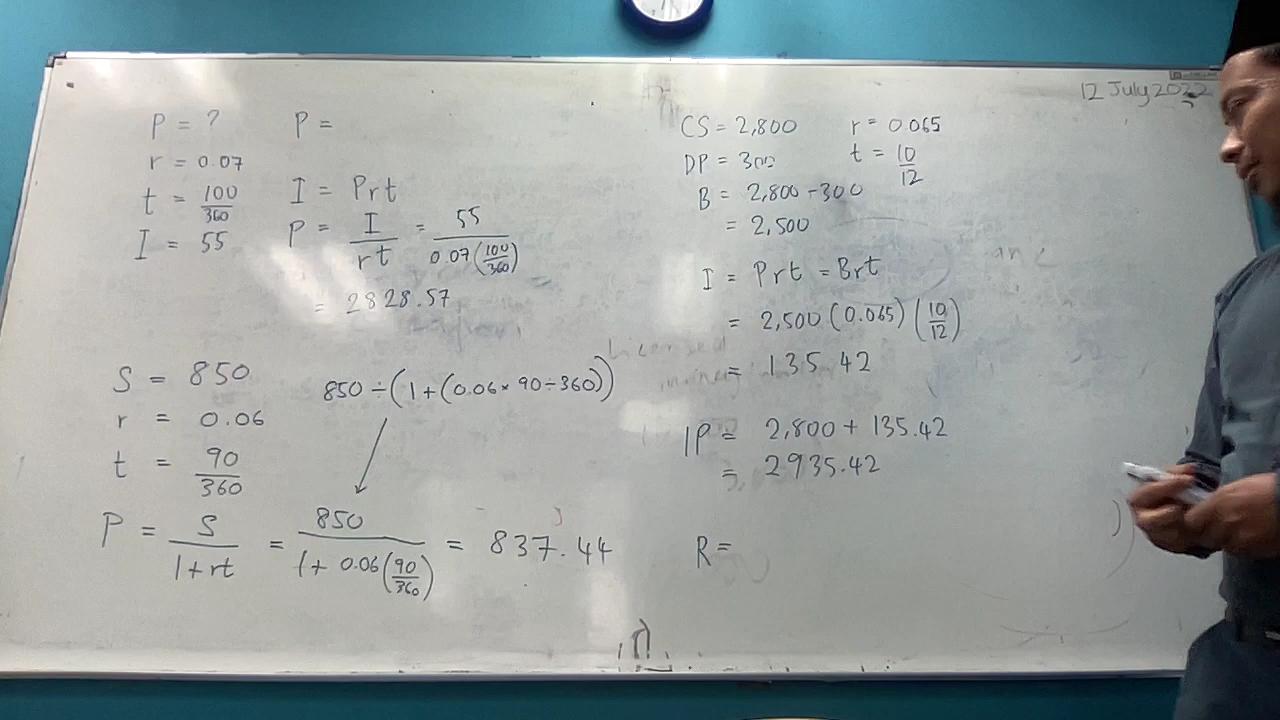 12 July 2022
P = ?
r = 0.07
t = 100/360
I = 55
P =
I = Prt
P = I/rt = 55/0.07(100/360)
= 2828.57
S = 850
r = 0.06
t = 90/360
850 ÷ (1 + (0.06 × 90 ÷ 360))
P = S/1+rt = 850/1 + 0.06(90/360) = 837.44
CS = 2,800
DP = 300
B = 2,800 - 300
= 2,500
r = 0.065
t = 10/12
I = Prt = Brt
= 2,500 (0.065) (10/12)
= 135.42
IP = 2,800 + 135.42
= 2935.42
R =